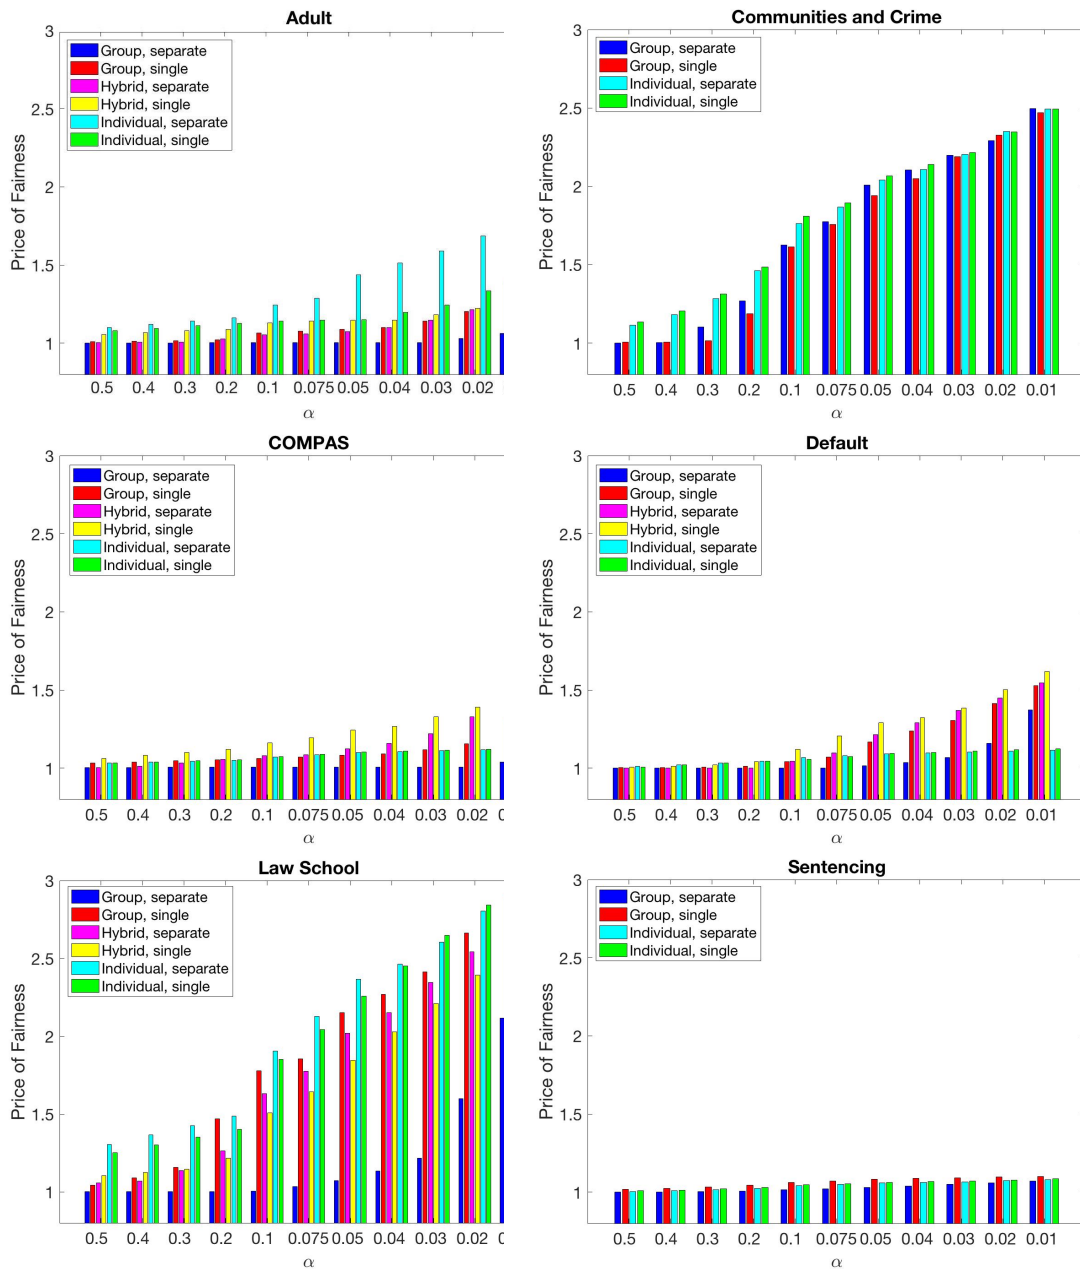 Adult
3
2.5
2
1.5
1
Price of Fairness
Group, separate
Group, single
Hybrid, separate
Hybrid, single
Individual, separate
Individual, single
0.5 0.4 0.3 0.2 0.1 0.075 0.05 0.04 0.03 0.02
α
Communities and Crime
3
2.5
2
1.5
1
Price of Fairness
Group, separate
Group, single
Individual, separate
Individual, single
0.5 0.4 0.3 0.2 0.1 0.075 0.05 0.04 0.03 0.02 0.01
α
COMPAS
3
2.5
2
1.5
1
Price of Fairness
Group, separate
Group, single
Hybrid, separate
Hybrid, single
Individual, separate
Individual, single
0.5 0.4 0.3 0.2 0.1 0.075 0.05 0.04 0.03 0.02
α
Default
3
2.5
2
1.5
1
Price of Fairness
Group, separate
Group, single
Hybrid, separate
Hybrid, single
Individual, separate
Individual, single
0.5 0.4 0.3 0.2 0.1 0.075 0.05 0.04 0.03 0.02 0.01
α
Law School
3
2.5
2
1.5
1
Price of Fairness
Group, separate
Group, single
Hybrid, separate
Hybrid, single
Individual, separate
Individual, single
0.5 0.4 0.3 0.2 0.1 0.075 0.05 0.04 0.03 0.02
α
Sentencing
3
2.5
2
1.5
1
Price of Fairness
Group, separate
Group, single
Individual, separate
Individual, single
0.5 0.4 0.3 0.2 0.1 0.075 0.05 0.04 0.03 0.02 0.01
α